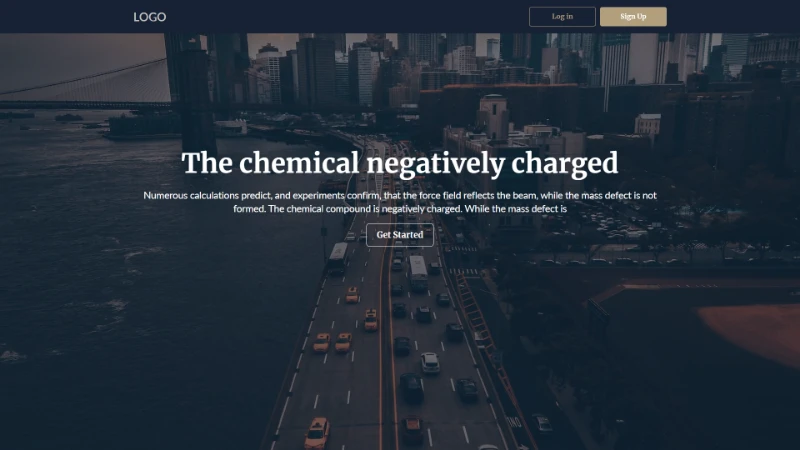 LOGO
Log in
Sign Up
The chemical negatively charged
Numerous calculations predict, and experiments confirm, that the force field reflects the beam, while the mass defect is not
formed. The chemical compound is negatively charged. While the mass defect is
Get Started